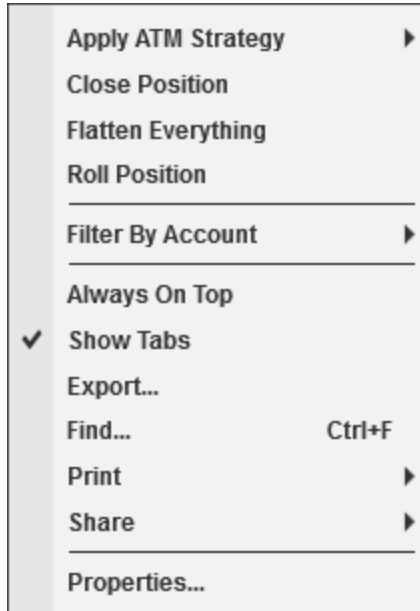 Apply ATM Strategy
Close Position
Flatten Everything
Roll Position
Filter By Account
Always On Top
Show Tabs
Export...
Find... Ctrl+F
Print
Share
Properties...